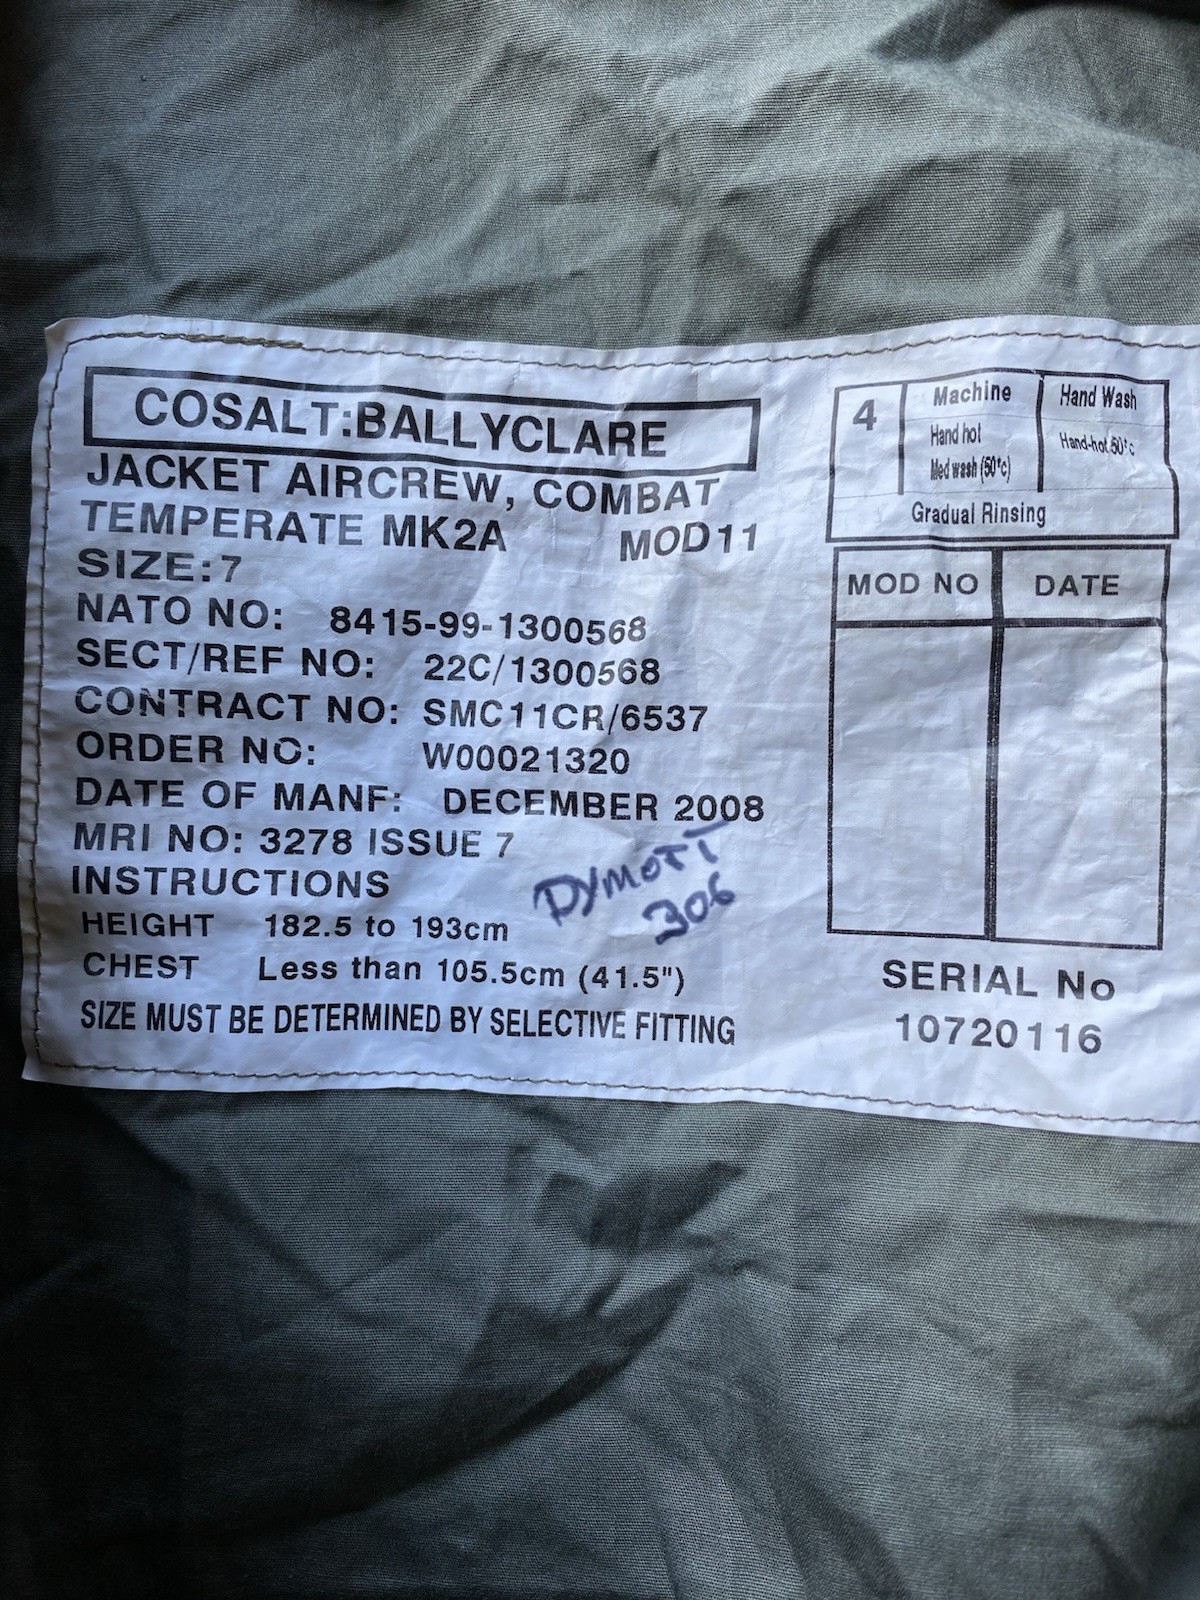 COSALT:BALLYCLARE
JACKET AIRCREW, COMBAT
TEMPERATE MK2A MOD11
SIZE:7
NATO NO: 8415-99-1300568
SECT/REF NO: 22C/1300568
CONTRACT NO: SMC11CR/6537
ORDER NO: W00021320
DATE OF MANF: DECEMBER 2008
MRI NO: 3278 ISSUE 7
DYMOTT
306
INSTRUCTIONS
HEIGHT 182.5 to 193cm
CHEST Less than 105.5cm (41.5")
SIZE MUST BE DETERMINED BY SELECTIVE FITTING
4
Machine
Hand hot
Med wash (50°c)
Hand Wash
Hand-hot 50°c
Gradual Rinsing
MOD NO DATE
SERIAL No
10720116